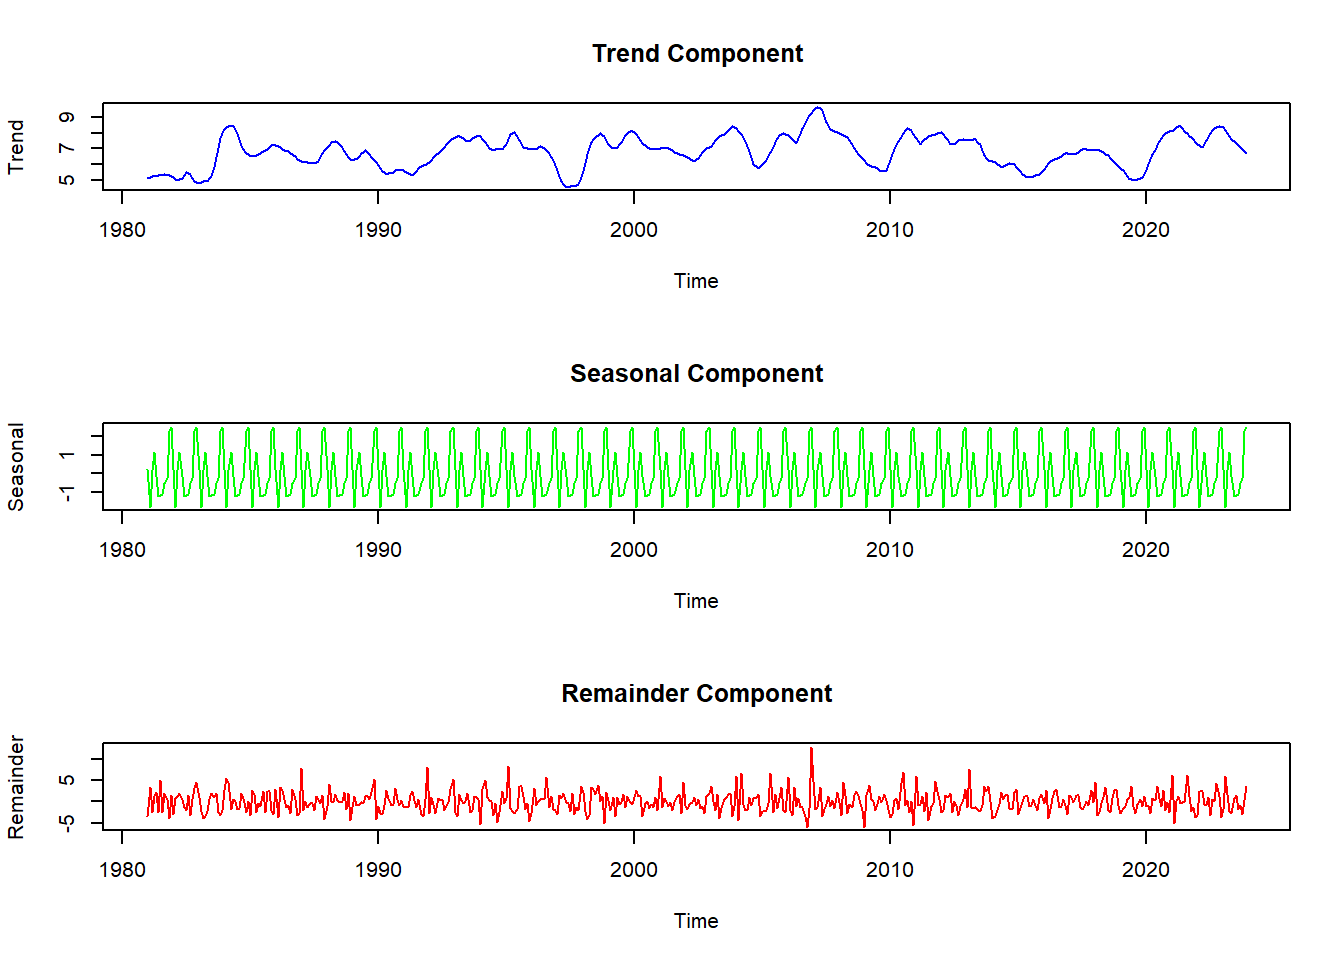 Trend Component
Trend
9
7
5
1980 1990 2000 2010 2020
Time
Seasonal Component
Seasonal
1
-1
1980 1990 2000 2010 2020
Time
Remainder Component
Remainder
5
-5
1980 1990 2000 2010 2020
Time